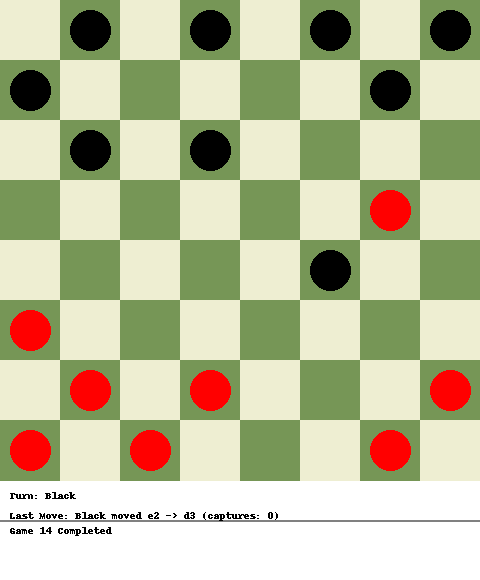 Turn: Black
Last Move: Black moved e2 -> d3 (captures: 0)
Game 14 Completed